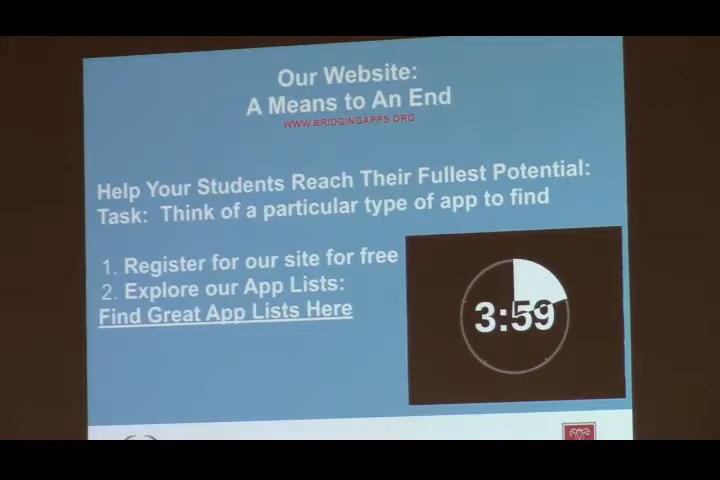 Our Website:
A Means to An End
WWW.BRIDGINGAPPS.ORG
Help Your Students Reach Their Fullest Potential:
Task: Think of a particular type of app to find
1. Register for our site for free
2. Explore our App Lists:
Find Great App Lists Here
3:59